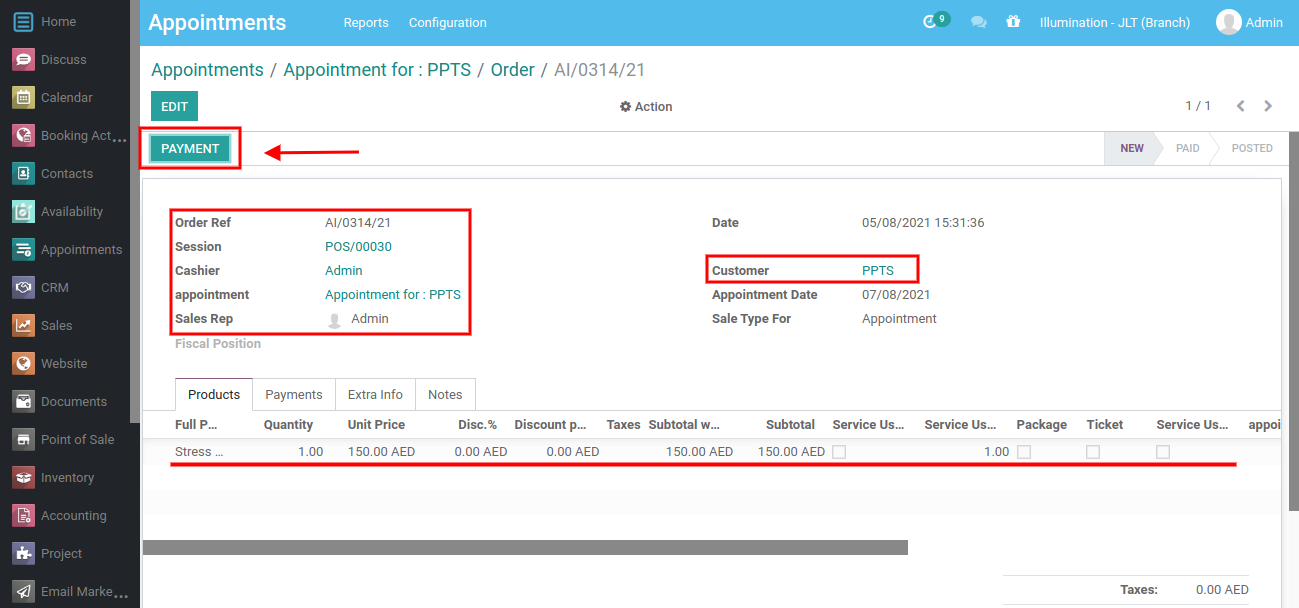 Home
Discuss
Calendar
Booking Act...
Contacts
Availability
Appointments
CRM
Sales
Website
Documents
Point of Sale
Inventory
Accounting
Project
Email Marke...
Appointments Reports Configuration 9 Illumination - JLT (Branch) Admin
Appointments / Appointment for : PPTS / Order / AI/0314/21
EDIT Action 1 / 1
PAYMENT NEW PAID POSTED
Order Ref AI/0314/21 Date 05/08/2021 15:31:36
Session POS/00030
Cashier Admin Customer PPTS
appointment Appointment for : PPTS Appointment Date 07/08/2021
Sales Rep Admin Sale Type For Appointment
Fiscal Position
Products Payments Extra Info Notes
Full P... Quantity Unit Price Disc.% Discount p... Taxes Subtotal w... Subtotal Service Us... Service Us... Package Ticket Service Us... appoi
Stress ... 1.00 150.00 AED 0.00 AED 0.00 AED 150.00 AED 150.00 AED 1.00
Taxes: 0.00 AED